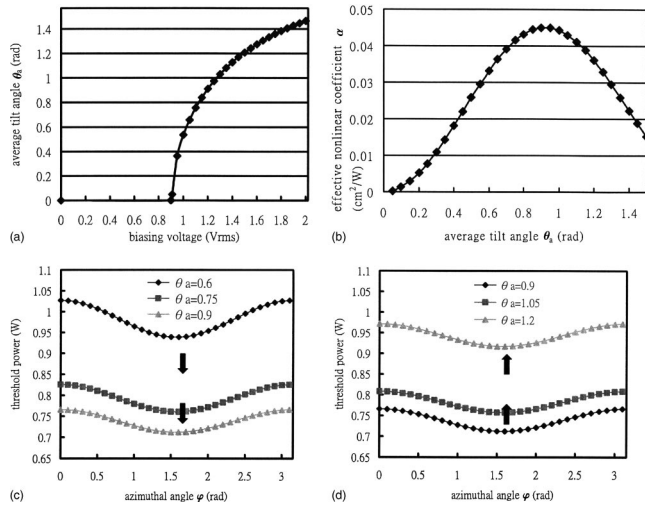 1.4
1.2
1
0.8
0.6
0.4
0.2
0
average tilt angle θa (rad)
0 0.2 0.4 0.6 0.8 1 1.2 1.4 1.6 1.8 2
(a) biasing voltage (Vrms)
0.05
0.04
0.03
0.02
0.01
0
effective nonlinear coefficient α
(cm²/W)
0 0.2 0.4 0.6 0.8 1 1.2 1.4
(b) average tilt angle θa (rad)
1.1
1.05
1
0.95
0.9
0.85
0.8
0.75
0.7
0.65
threshold power (W)
θ a=0.6
θ a=0.75
θ a=0.9
0 0.5 1 1.5 2 2.5 3
(c) azimuthal angle φ (rad)
1.1
1.05
1
0.95
0.9
0.85
0.8
0.75
0.7
0.65
threshold power (W)
θ a=0.9
θ a=1.05
θ a=1.2
0 0.5 1 1.5 2 2.5 3
(d) azimuthal angle φ (rad)